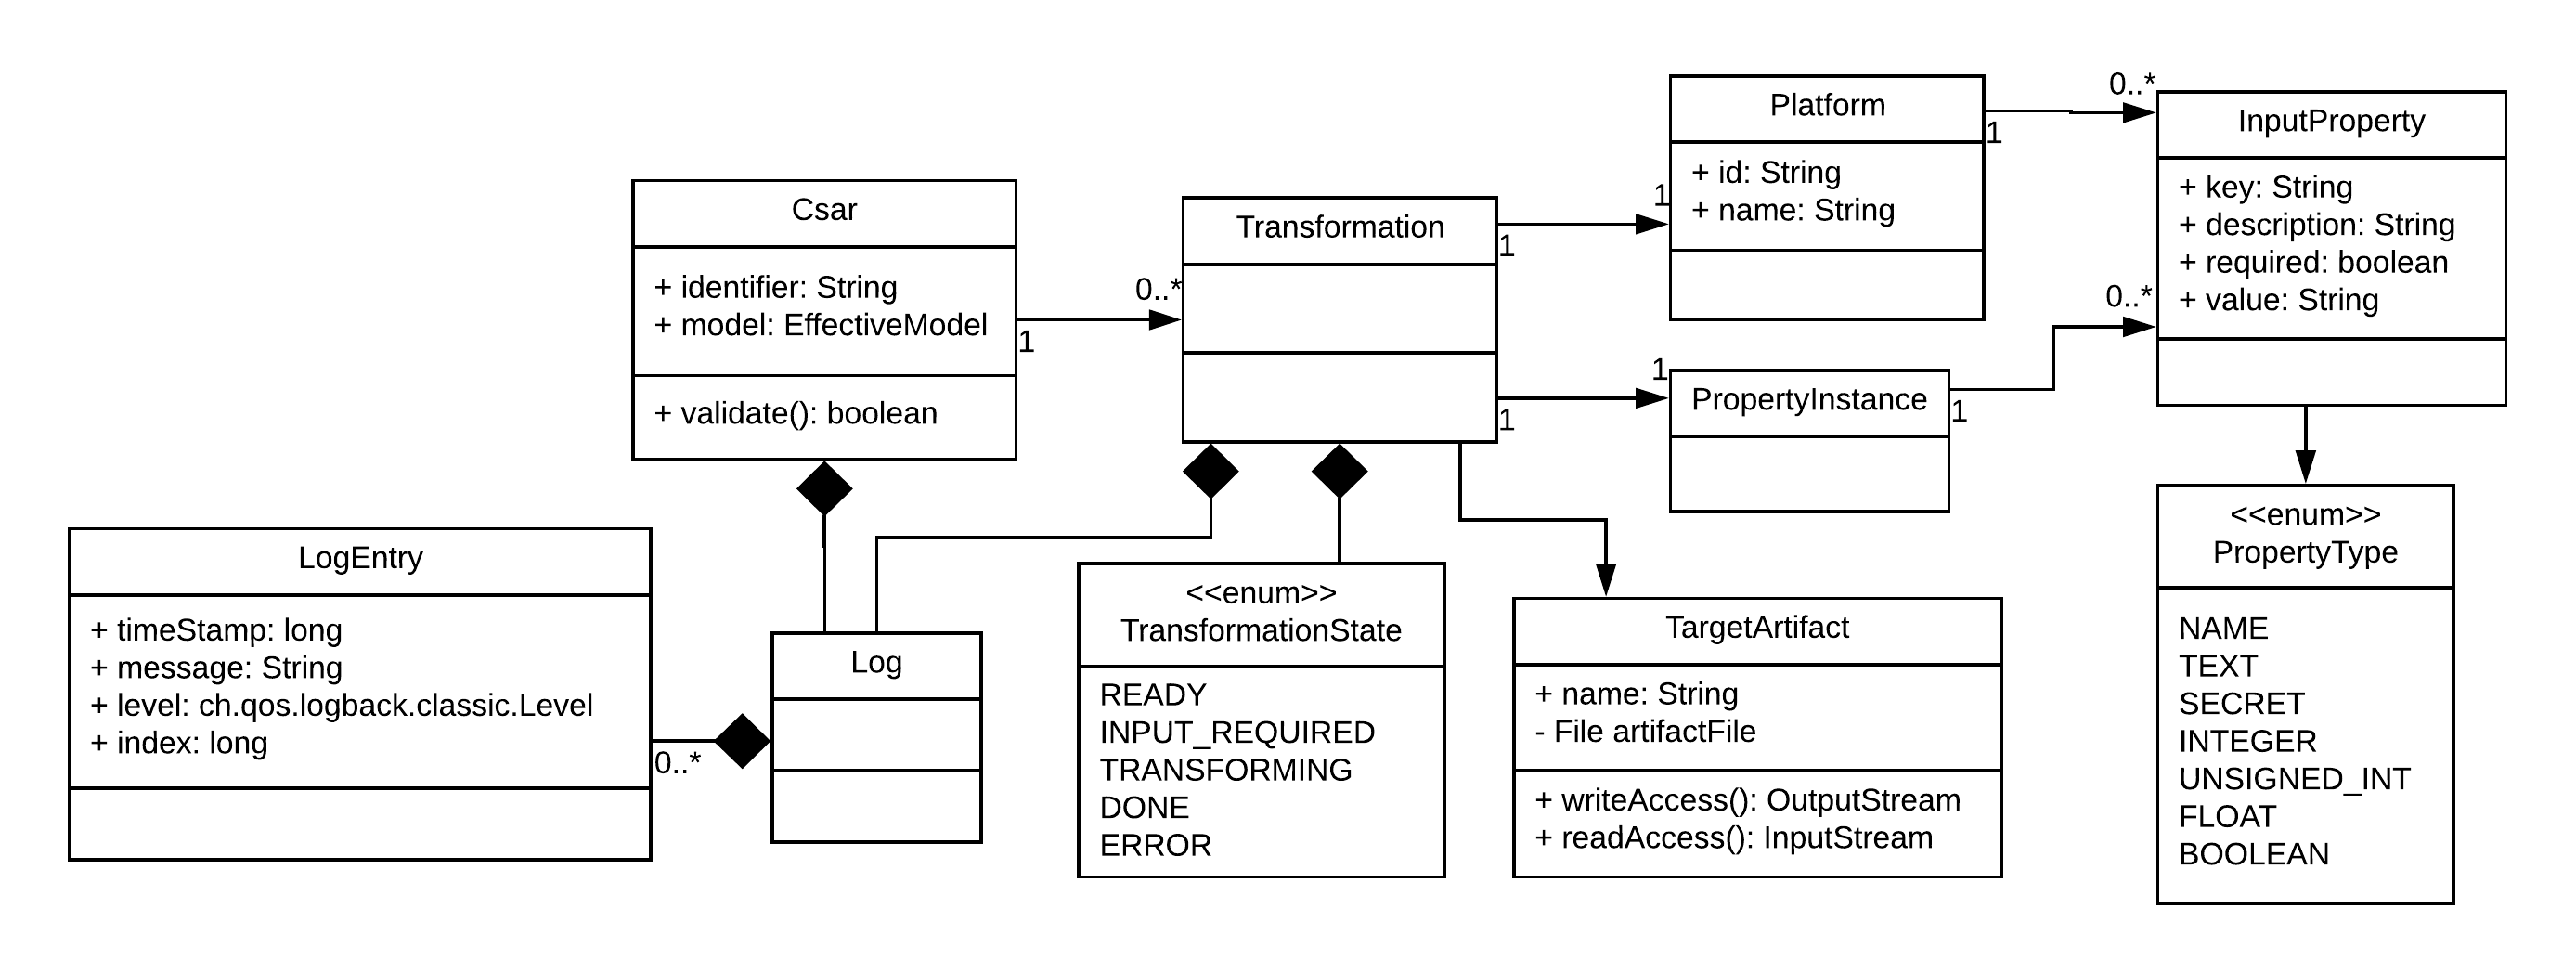 Csar
+ identifier: String
+ model: EffectiveModel
+ validate(): boolean
1
0..*
Transformation
1
1
1
1
Platform
+ id: String
+ name: String
1
0..*
InputProperty
+ key: String
+ description: String
+ required: boolean
+ value: String
PropertyInstance
1
0..*
LogEntry
+ timeStamp: long
+ message: String
+ level: ch.qos.logback.classic.Level
+ index: long
0..*
Log
<<enum>>
TransformationState
READY
INPUT_REQUIRED
TRANSFORMING
DONE
ERROR
TargetArtifact
+ name: String
- File artifactFile
+ writeAccess(): OutputStream
+ readAccess(): InputStream
<<enum>>
PropertyType
NAME
TEXT
SECRET
INTEGER
UNSIGNED_INT
FLOAT
BOOLEAN